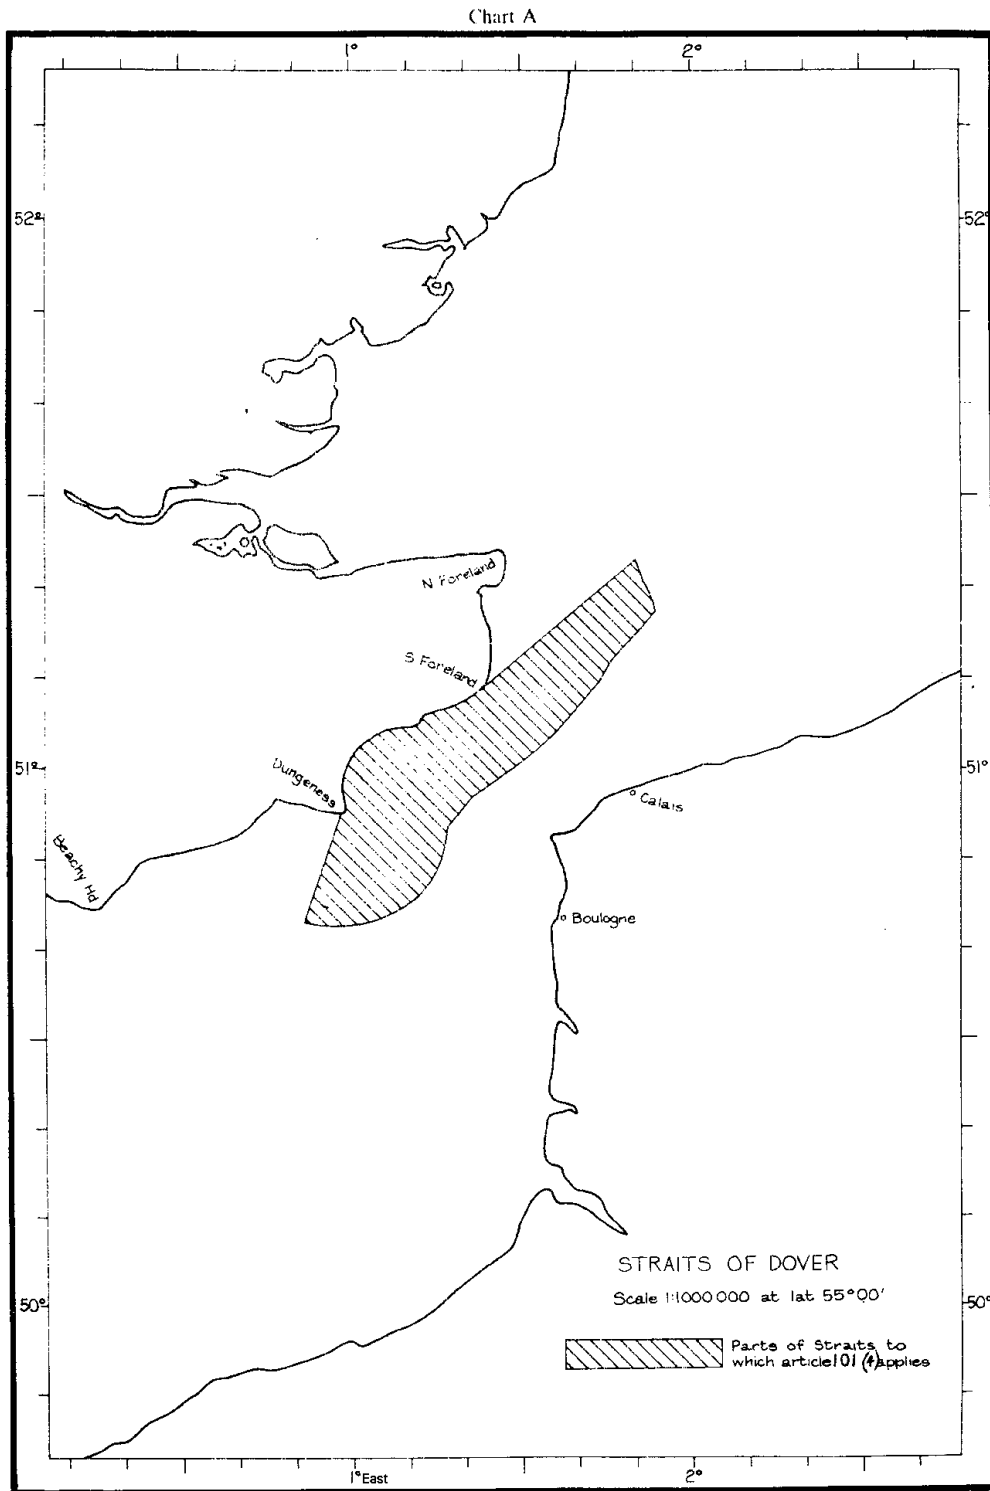 Chart A
1° 2°
52° 52°
N Foreland
S Foreland
51° 51°
Dungeness
Calais
Beachy Hd
Boulogne
STRAITS OF DOVER
Scale 1:1000 000 at lat 55°00'
50° 50°
Parts of Straits to
which article 101 (4) applies
1° East 2°